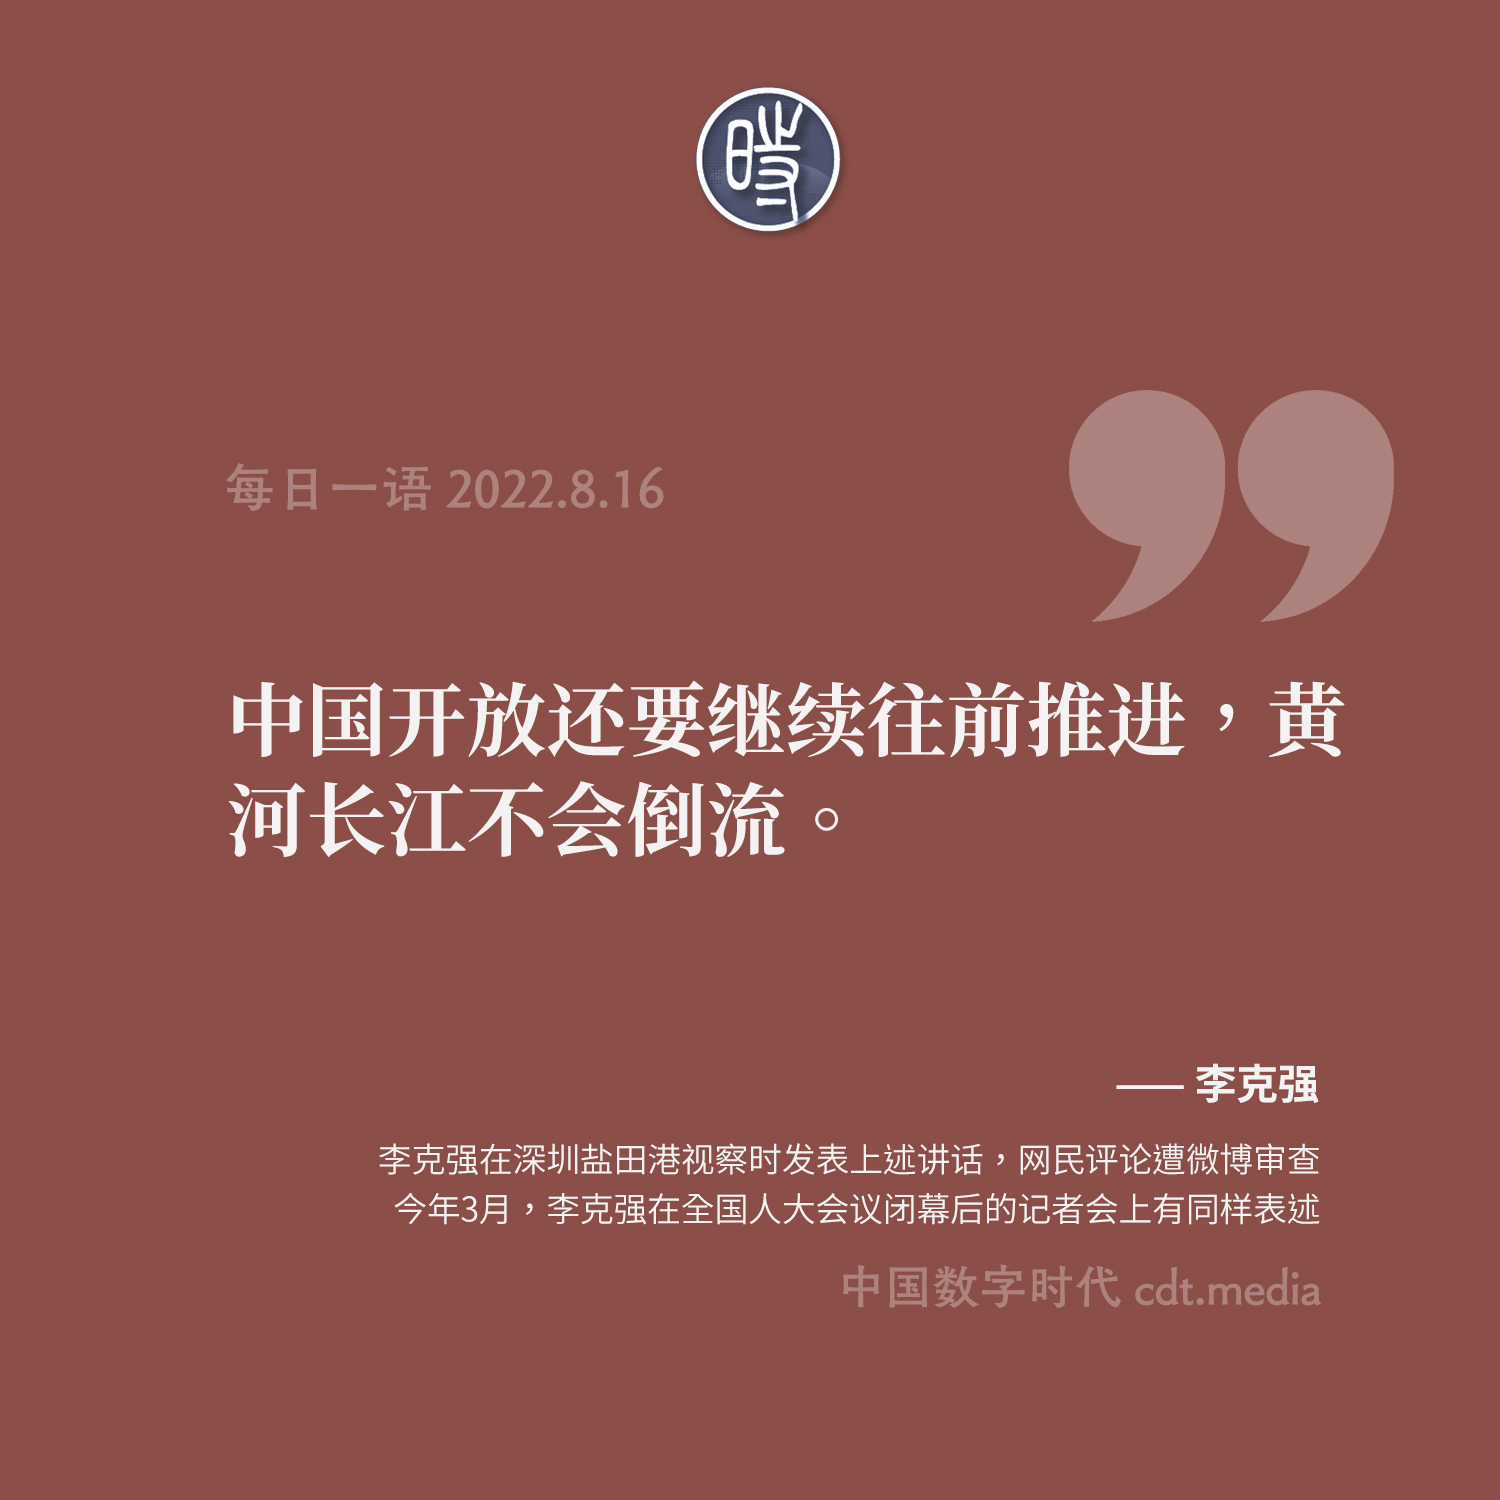 時
每日一语 2022.8.16
中国开放还要继续往前推进，黄
河长江不会倒流。
—— 李克强
李克强在深圳盐田港视察时发表上述讲话，网民评论遭微博审查
今年3月，李克强在全国人大会议闭幕后的记者会上有同样表述
中国数字时代 cdt.media